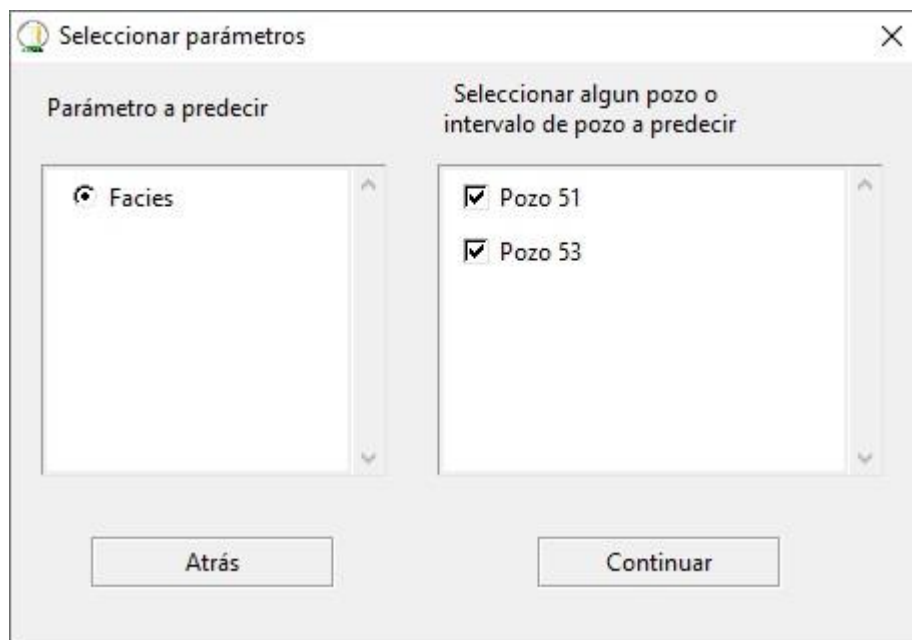 Seleccionar parámetros
Parámetro a predecir
Seleccionar algun pozo o
intervalo de pozo a predecir
Facies
Pozo 51
Pozo 53
Atrás
Continuar